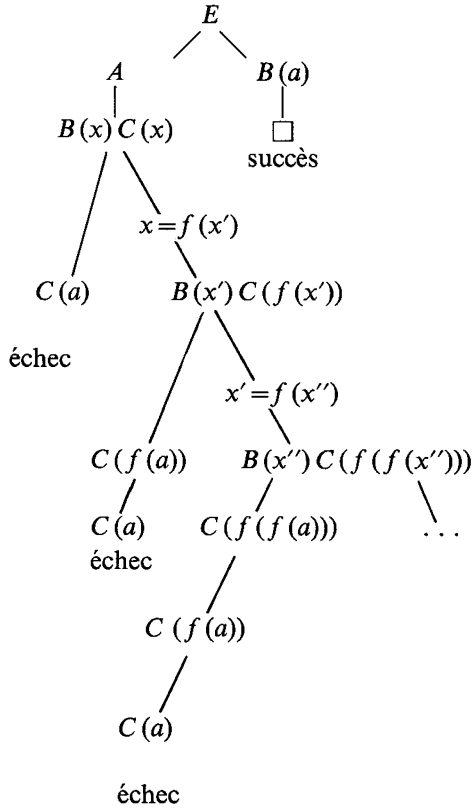 E
A B(a)
B(x) C(x) □
succès
x=f(x′)
C(a) B(x′) C(f(x′))
échec
x′=f(x″)
C(f(a)) B(x″) C(f(f(x″)))
C(a) C(f(f(a))) ...
échec
C(f(a))
C(a)
échec